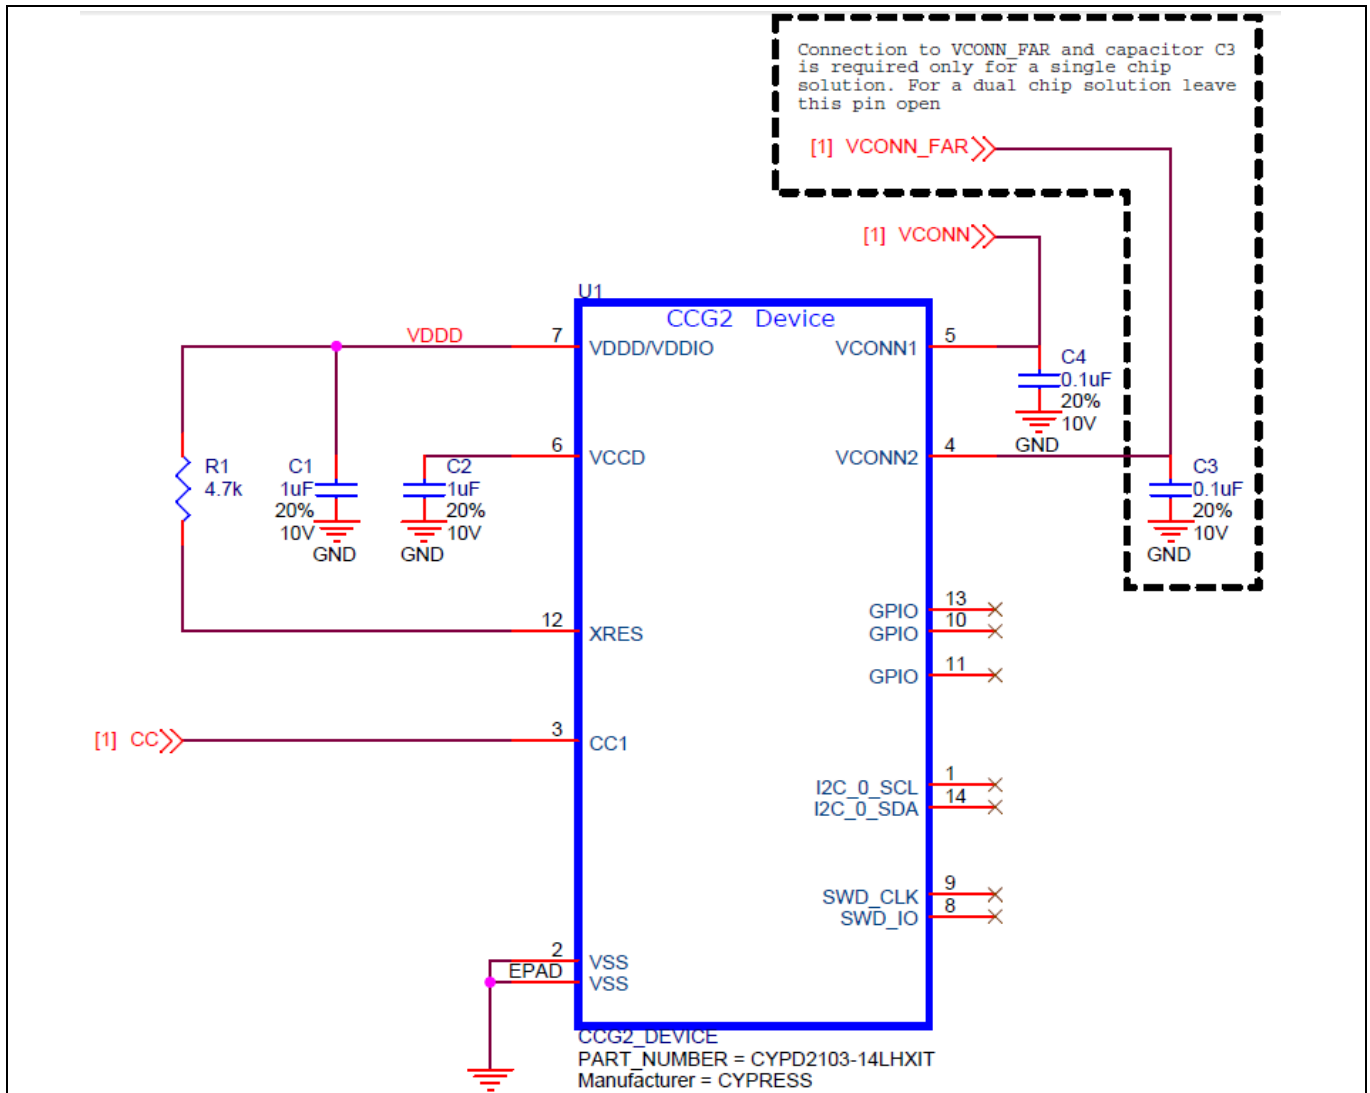 Connection to VCONN_FAR and capacitor C3
is required only for a single chip
solution. For a dual chip solution leave
this pin open
[1] VCONN_FAR
[1] VCONN
U1
CCG2 Device
VDDD
7
VDDD/VDDIO
VCONN1
5
C4
0.1uF
20%
10V
GND
6
VCCD
VCONN2
4
R1
4.7k
C1
1uF
20%
10V
GND
C2
1uF
20%
10V
GND
C3
0.1uF
20%
10V
GND
12
XRES
GPIO
13
GPIO
10
GPIO
11
[1] CC
3
CC1
I2C_0_SCL
1
I2C_0_SDA
14
SWD_CLK
9
SWD_IO
8
2
VSS
EPAD
VSS
CCG2_DEVICE
PART_NUMBER = CYPD2103-14LHXIT
Manufacturer = CYPRESS